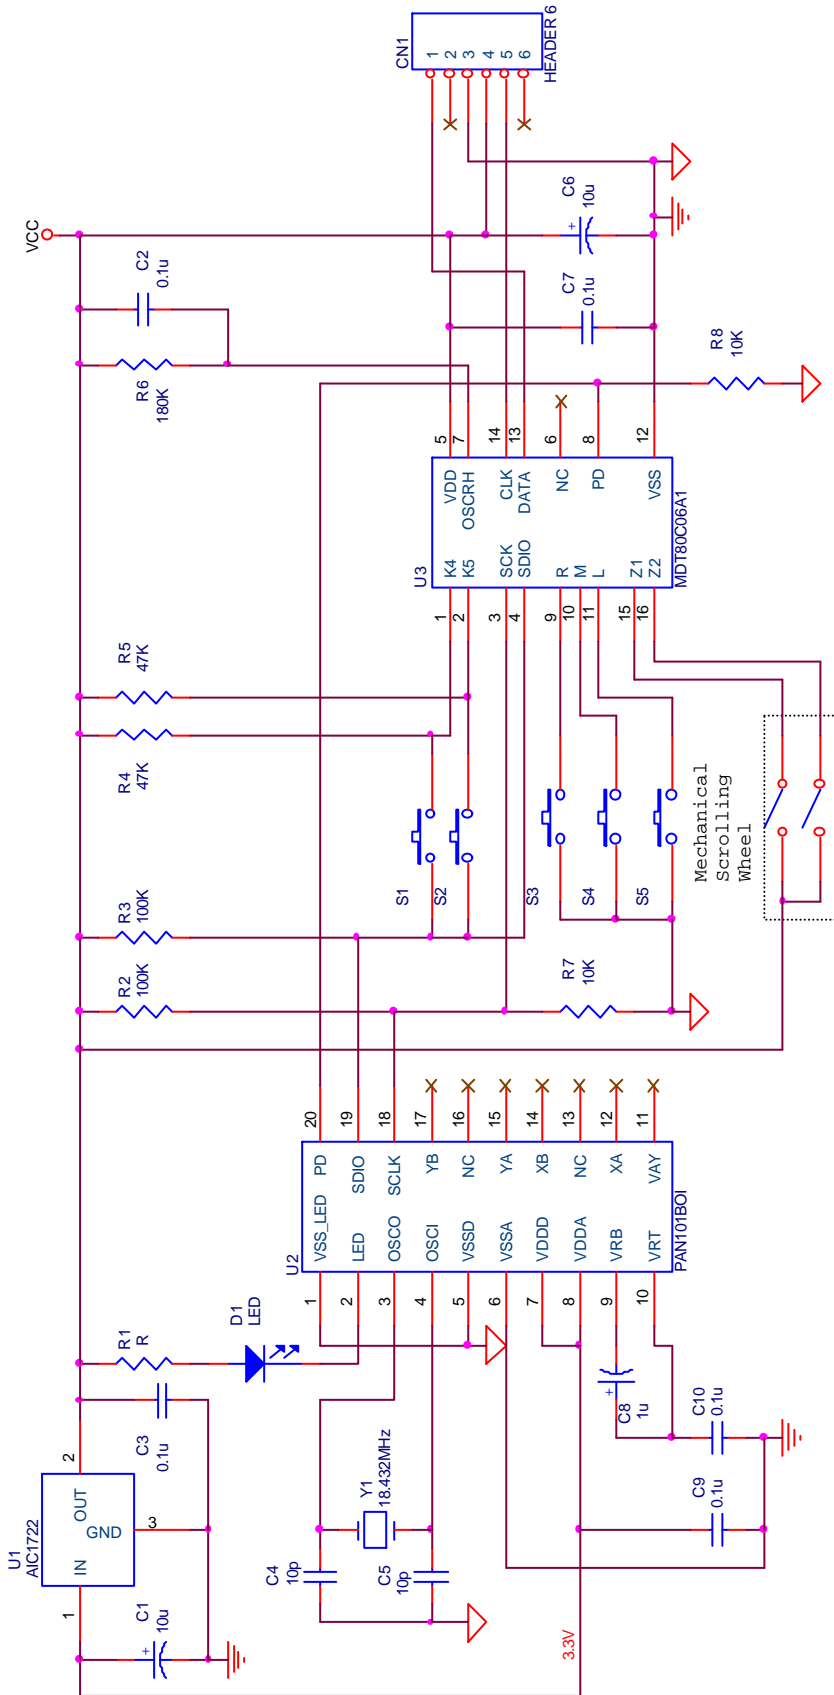 CN1
1
2
3
4
5
6
HEADER 6
VCC
C2
0.1u
R6
180K
C6
10u
+
C7
0.1u
R8
10K
5
7
14
13
6
8
12
VDD
OSCRH
CLK
DATA
NC
PD
VSS
U3
K4
K5
SCK
SDIO
R
M
L
Z1
Z2
MDT80C06A1
1
2
3
4
9
10
11
15
16
R5
47K
R4
47K
S1
S2
S3
S4
S5
Mechanical
Scrolling
Wheel
R3
100K
R2
100K
R7
10K
20
19
18
17
16
15
14
13
12
11
PD
SDIO
SCLK
YB
NC
YA
XB
NC
XA
VAY
U2
VSS_LED
LED
OSCO
OSCI
VSSD
VSSA
VDDD
VDDA
VRB
VRT
PAN101BOI
1
2
3
4
5
6
7
8
9
10
R1
R
D1
LED
C3
0.1u
C8
1u
+
C10
0.1u
C9
0.1u
Y1
18.432MHz
C4
10p
C5
10p
U1
AIC1722
IN
OUT
GND
1
2
3
C1
10u
+
3.3V